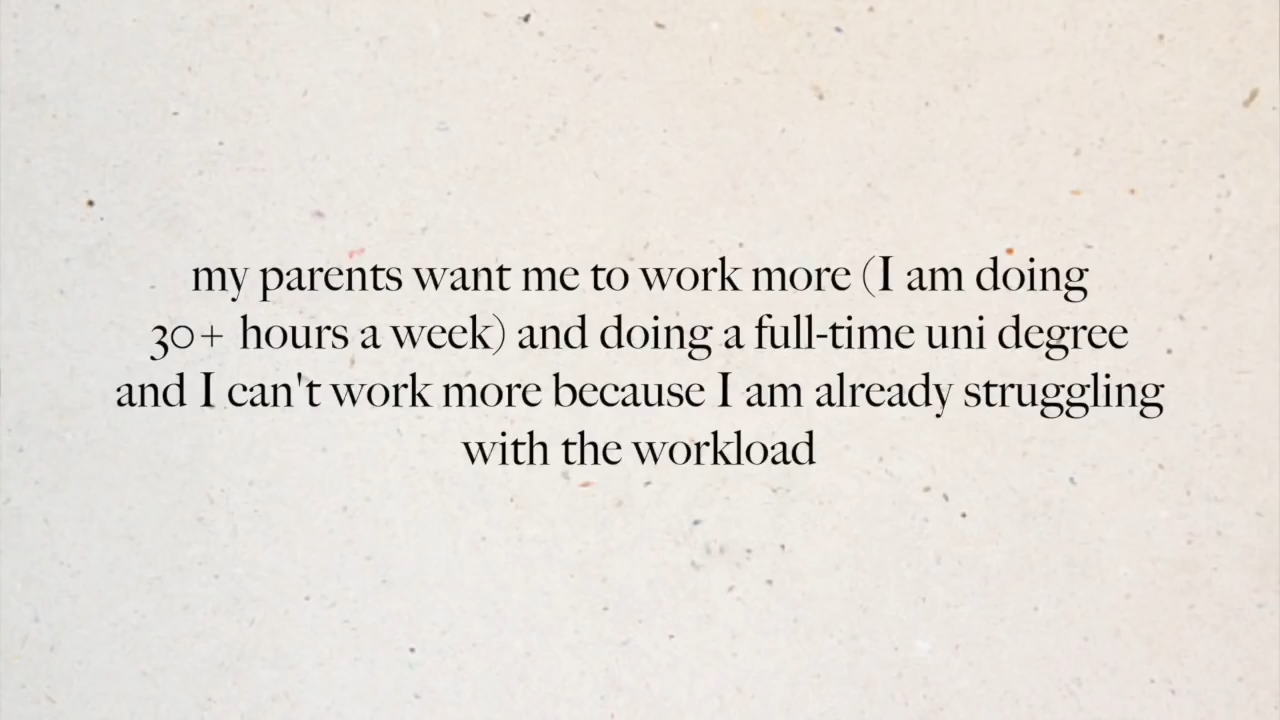 my parents want me to work more (I am doing
30+ hours a week) and doing a full-time uni degree
and I can't work more because I am already struggling
with the workload